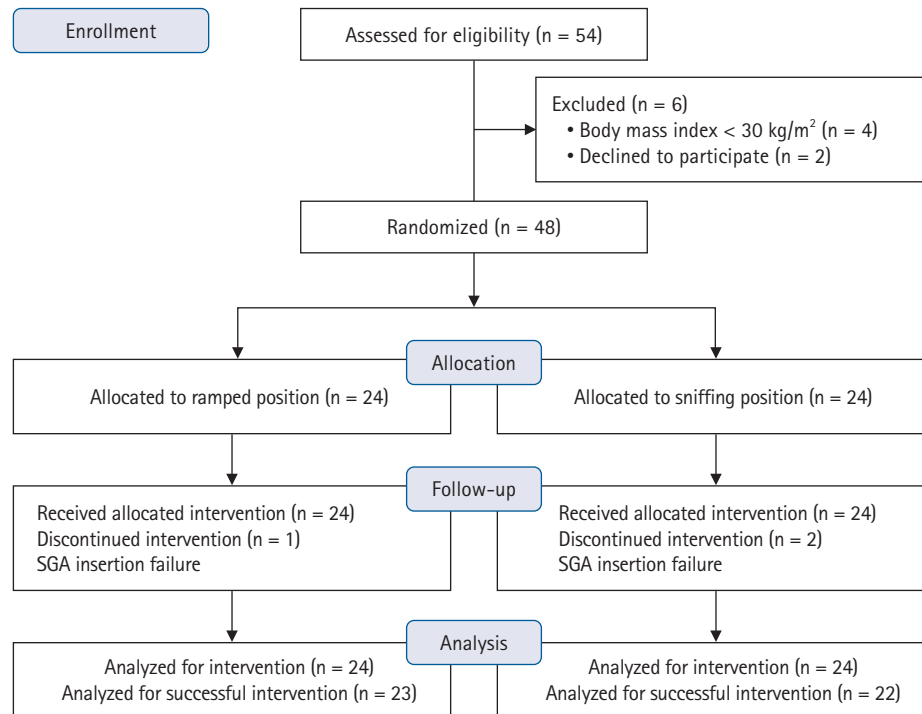 Enrollment
Assessed for eligibility (n = 54)
Excluded (n = 6)
• Body mass index < 30 kg/m² (n = 4)
• Declined to participate (n = 2)
Randomized (n = 48)
Allocation
Allocated to ramped position (n = 24)
Allocated to sniffing position (n = 24)
Follow-up
Received allocated intervention (n = 24)
Discontinued intervention (n = 1)
SGA insertion failure
Received allocated intervention (n = 24)
Discontinued intervention (n = 2)
SGA insertion failure
Analysis
Analyzed for intervention (n = 24)
Analyzed for successful intervention (n = 23)
Analyzed for intervention (n = 24)
Analyzed for successful intervention (n = 22)